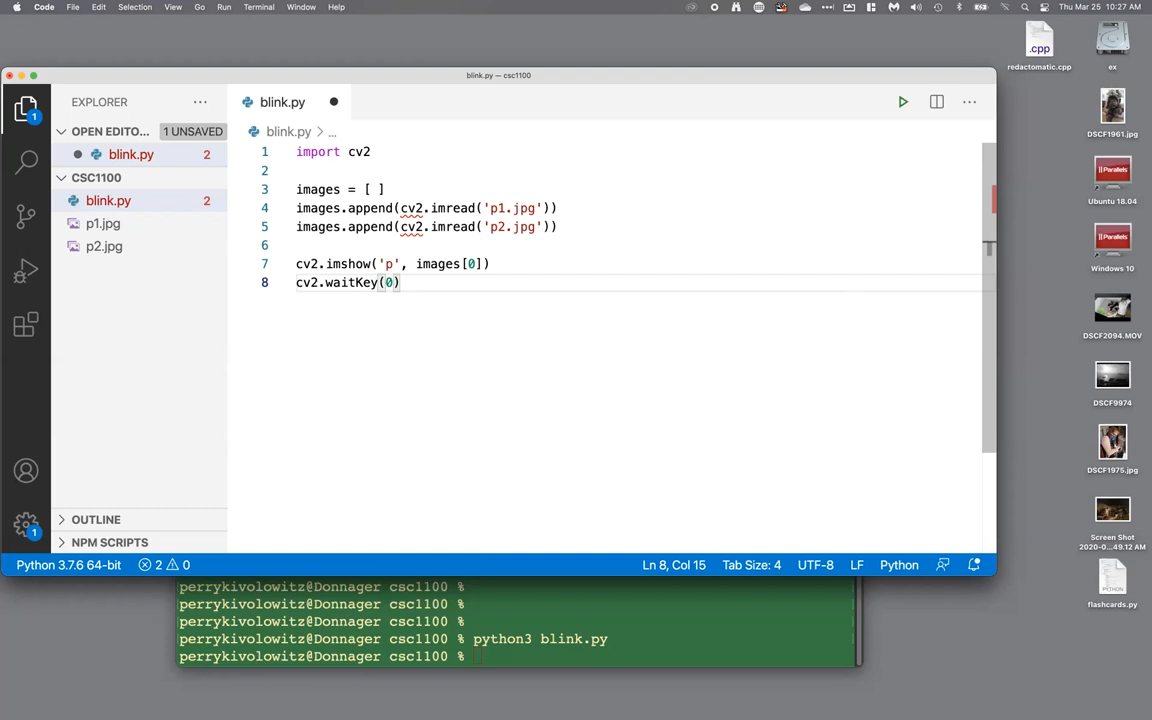 Code File Edit Selection View Go Run Terminal Window Help
Thu Mar 25 10:27 AM
blink.py — csc1100
EXPLORER
OPEN EDITO... 1 UNSAVED
blink.py 2
CSC1100
blink.py 2
p1.jpg
p2.jpg
OUTLINE
NPM SCRIPTS
1
1
blink.py
blink.py > ...
1 import cv2
2
3 images = [ ]
4 images.append(cv2.imread('p1.jpg'))
5 images.append(cv2.imread('p2.jpg'))
6
7 cv2.imshow('p', images[0])
8 cv2.waitKey(0)
Python 3.7.6 64-bit 2 0 Ln 8, Col 15 Tab Size: 4 UTF-8 LF Python
perrykivolowitz@Donnager csc1100 %
perrykivolowitz@Donnager csc1100 %
perrykivolowitz@Donnager csc1100 %
perrykivolowitz@Donnager csc1100 % python3 blink.py
perrykivolowitz@Donnager csc1100 %
.cpp
redactomatic.cpp
ex
DSCF1961.jpg
Parallels
Ubuntu 18.04
Parallels
Windows 10
DSCF2094.MOV
DSCF9974
DSCF1975.jpg
Screen Shot
2020-0...49.12 AM
PYTHON
flashcards.py